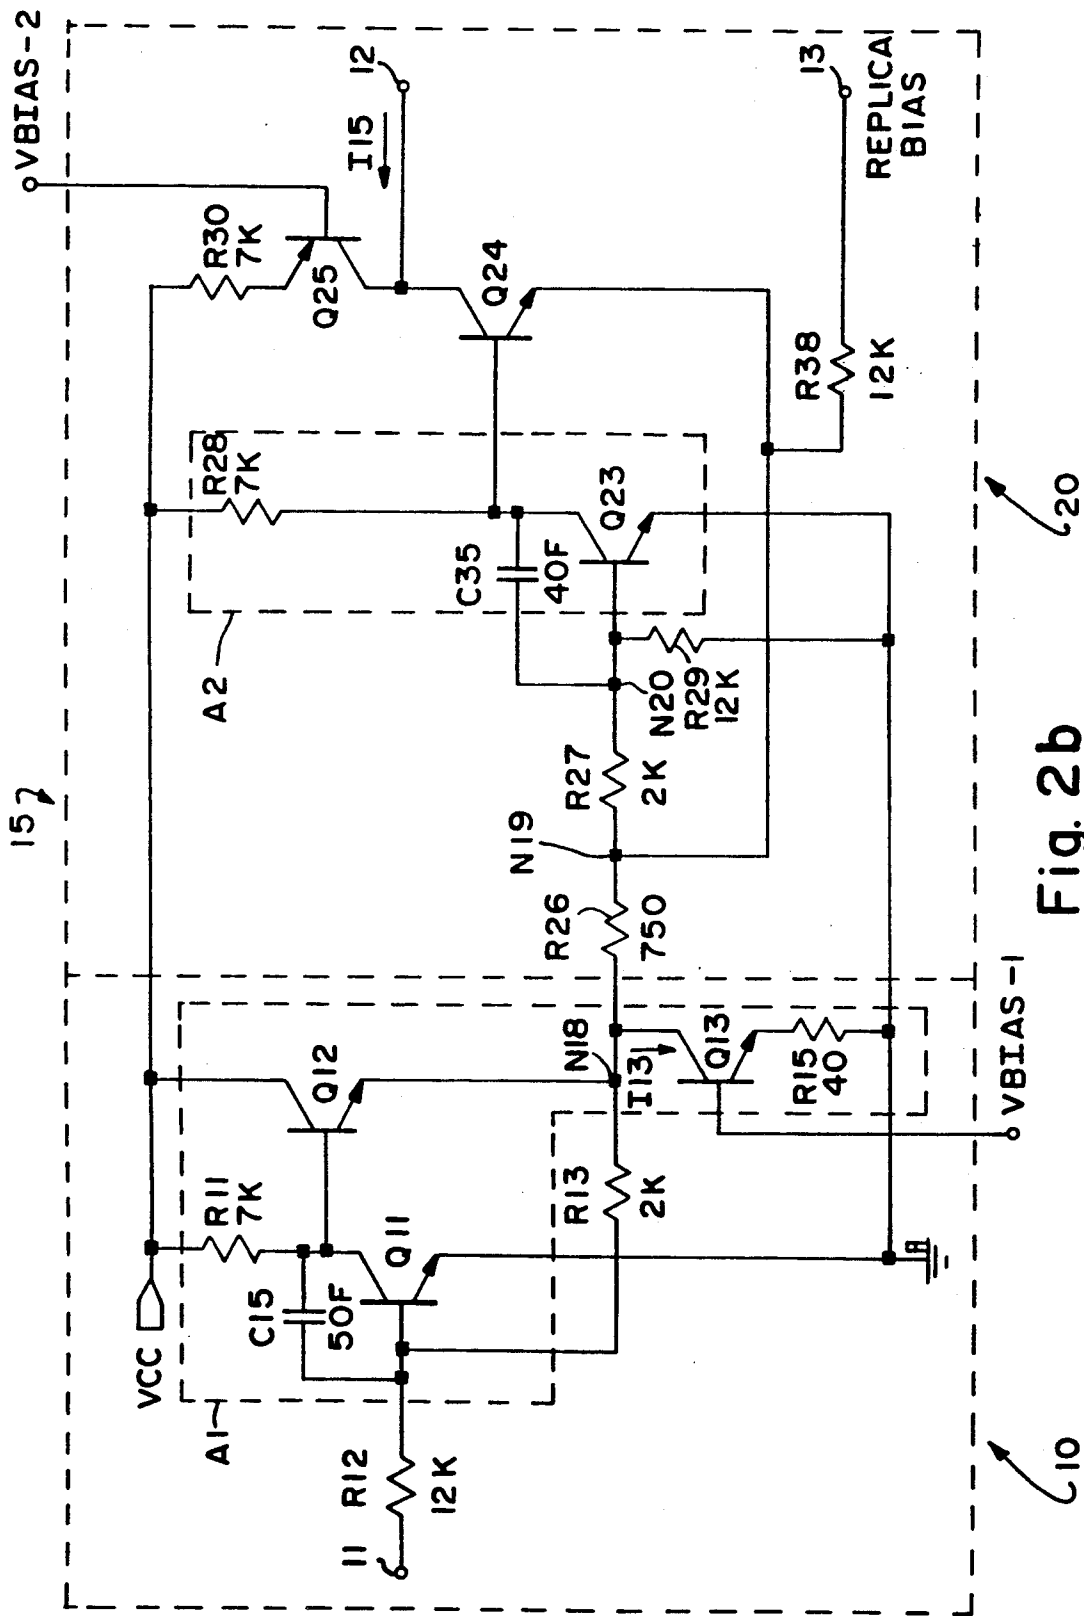 15
VBIAS-2
VCC
A1
R11
7K
C15
50F
Q11
Q12
R12
12K
11
R13
2K
N18
I13
Q13
R15
40
VBIAS-1
R26
750
N19
R27
2K
N20
R29
12K
A2
C35
40F
R28
7K
Q23
Q24
Q25
R30
7K
I15
12
R38
12K
13
REPLICA
BIAS
10
20
Fig. 2b